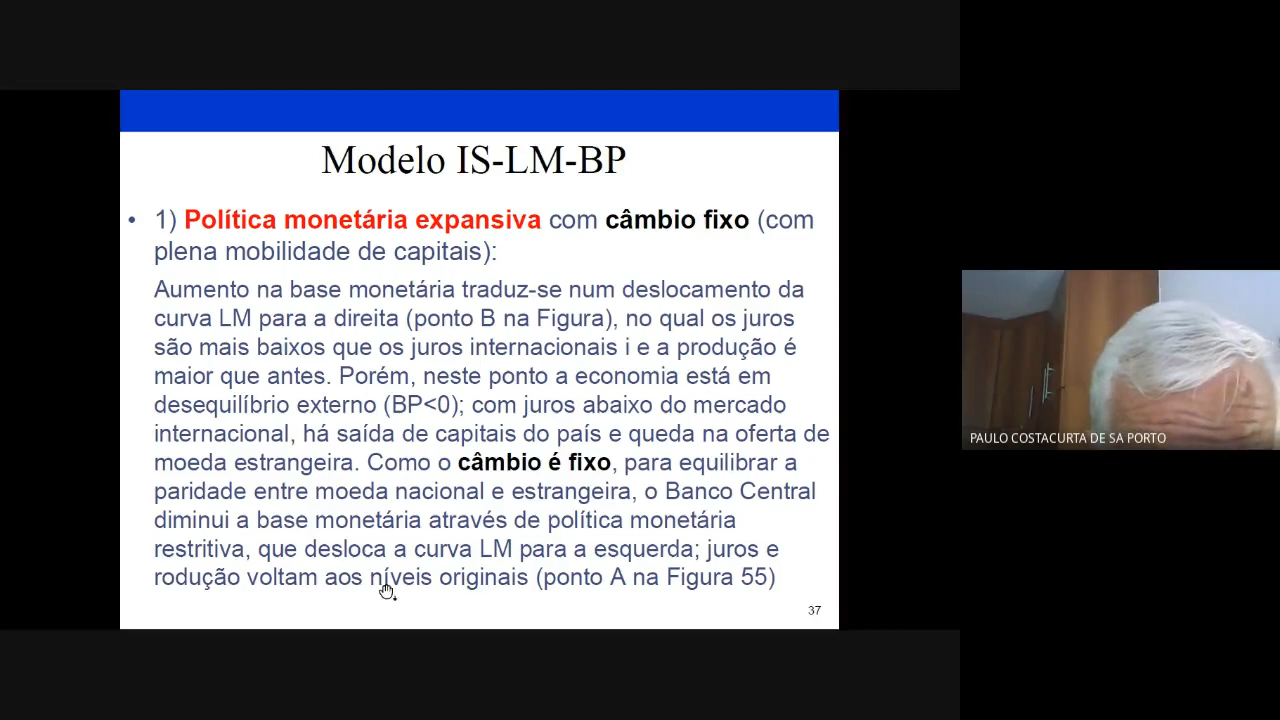 Modelo IS-LM-BP
• 1) Política monetária expansiva com câmbio fixo (com
plena mobilidade de capitais):
Aumento na base monetária traduz-se num deslocamento da
curva LM para a direita (ponto B na Figura), no qual os juros
são mais baixos que os juros internacionais i e a produção é
maior que antes. Porém, neste ponto a economia está em
desequilíbrio externo (BP<0); com juros abaixo do mercado
internacional, há saída de capitais do país e queda na oferta de
moeda estrangeira. Como o câmbio é fixo, para equilibrar a
paridade entre moeda nacional e estrangeira, o Banco Central
diminui a base monetária através de política monetária
restritiva, que desloca a curva LM para a esquerda; juros e
rodução voltam aos níveis originais (ponto A na Figura 55)
37
PAULO COSTACURTA DE SA PORTO